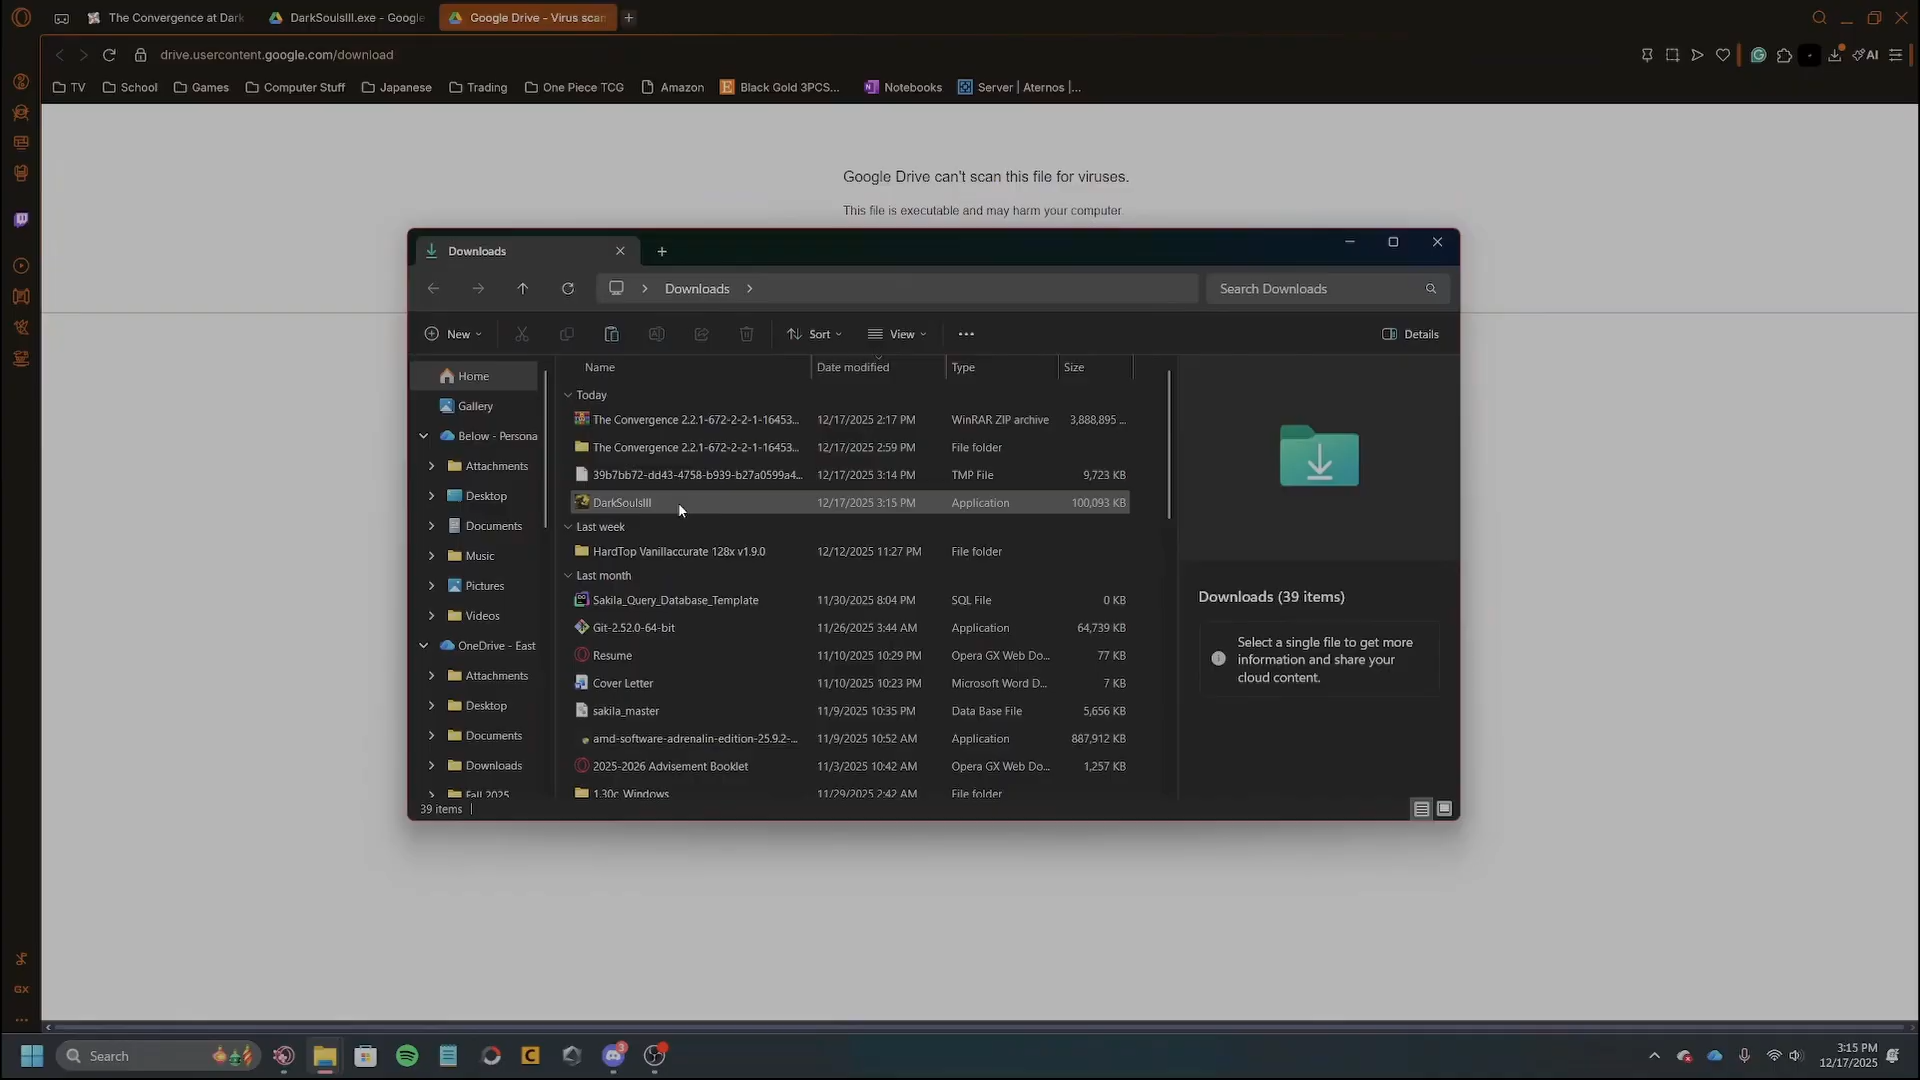 The Convergence at Dark
DarkSoulsIII.exe - Google
Google Drive - Virus scan
drive.usercontent.google.com/download
AI
TV
School
Games
Computer Stuff
Japanese
Trading
One Piece TCG
Amazon
Black Gold 3PCS...
Notebooks
Server | Aternos |...
Google Drive can't scan this file for viruses.
This file is executable and may harm your computer.
Downloads
Downloads
Search Downloads
New
Sort
View
Details
Name
Date modified
Type
Size
Home
Gallery
Below - Persona
Attachments
Desktop
Documents
Music
Pictures
Videos
OneDrive - East
Attachments
Desktop
Documents
Downloads
Fall 2025
Today
The Convergence 2.2.1-672-2-2-1-16453... 12/17/2025 2:17 PM WinRAR ZIP archive 3,888,895 ...
The Convergence 2.2.1-672-2-2-1-16453... 12/17/2025 2:59 PM File folder
39b7bb72-dd43-4758-b939-b27a0599a4... 12/17/2025 3:14 PM TMP File 9,723 KB
DarkSoulsIII 12/17/2025 3:15 PM Application 100,093 KB
Last week
HardTop Vanillaccurate 128x v1.9.0 12/12/2025 11:27 PM File folder
Last month
Sakila_Query_Database_Template 11/30/2025 8:04 PM SQL File 0 KB
Git-2.52.0-64-bit 11/26/2025 3:44 AM Application 64,739 KB
Resume 11/10/2025 10:29 PM Opera GX Web Do... 77 KB
Cover Letter 11/10/2025 10:23 PM Microsoft Word D... 7 KB
sakila_master 11/9/2025 10:35 PM Data Base File 5,656 KB
amd-software-adrenalin-edition-25.9.2-... 11/9/2025 10:52 AM Application 887,912 KB
2025-2026 Advisement Booklet 11/3/2025 10:42 AM Opera GX Web Do... 1,257 KB
1.30c Windows 11/29/2025 2:42 AM File folder
Downloads (39 items)
Select a single file to get more
information and share your
cloud content.
39 items
GX
Search
3
3:15 PM
12/17/2025